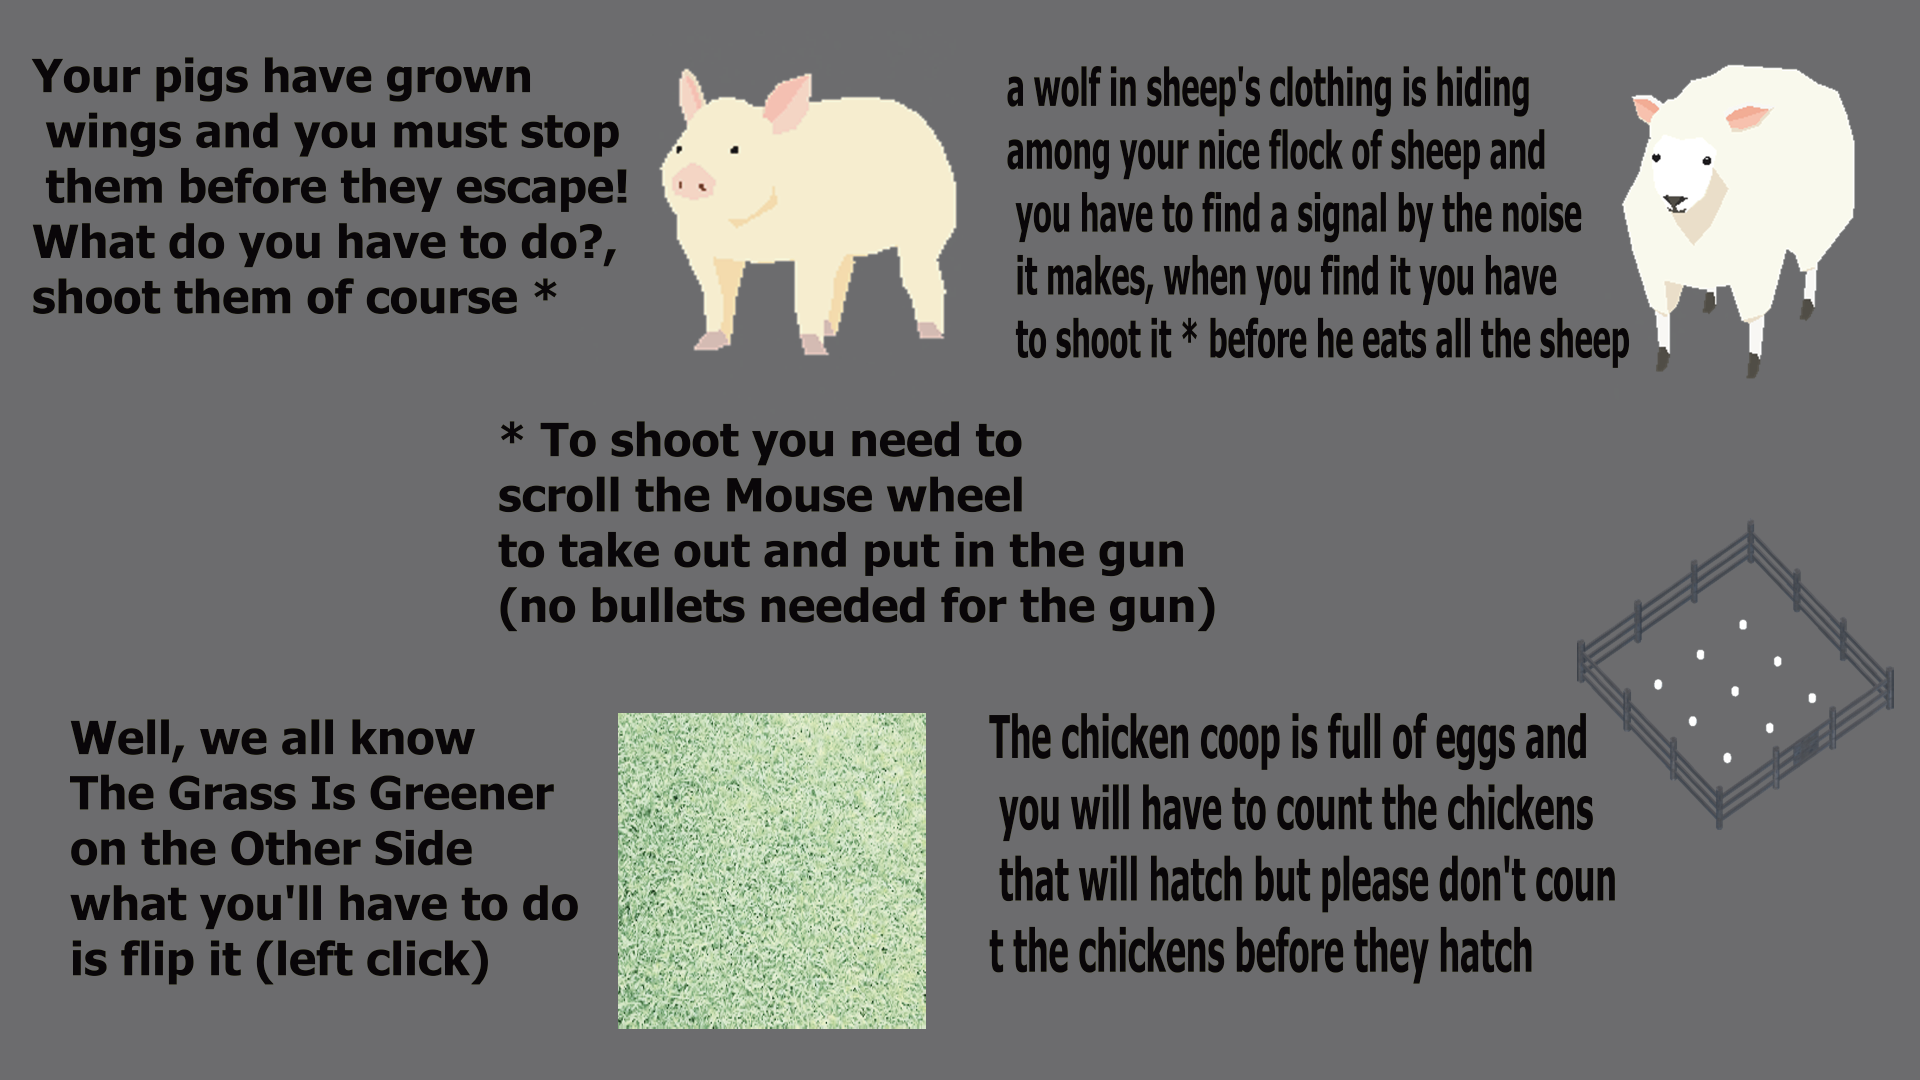 Your pigs have grown
wings and you must stop
them before they escape!
What do you have to do?,
shoot them of course *
a wolf in sheep's clothing is hiding
among your nice flock of sheep and
you have to find a signal by the noise
it makes, when you find it you have
to shoot it * before he eats all the sheep
* To shoot you need to
scroll the Mouse wheel
to take out and put in the gun
(no bullets needed for the gun)
Well, we all know
The Grass Is Greener
on the Other Side
what you'll have to do
is flip it (left click)
The chicken coop is full of eggs and
you will have to count the chickens
that will hatch but please don't coun
t the chickens before they hatch